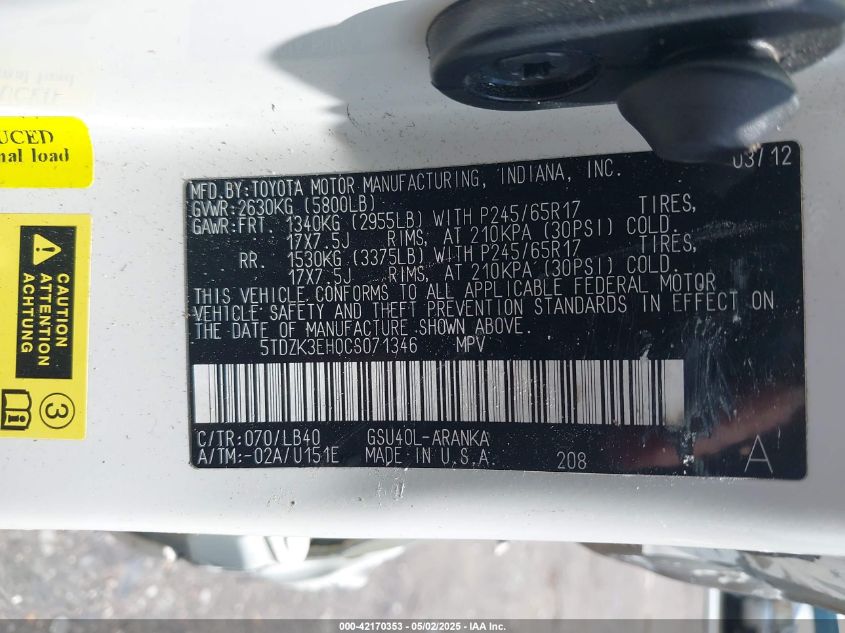 UCED
nal load
CAUTION
ATTENTION
3
03/12
MFD.BY:TOYOTA MOTOR MANUFACTURING, INDIANA, INC.
GVWR:2630KG (5800LB)
GAWR:FRT. 1340KG (2955LB) WITH P245/65R17 TIRES,
17X7.5J RIMS, AT 210KPA (30PSI) COLD.
RR. 1530KG (3375LB) WITH P245/65R17 TIRES,
17X7.5J RIMS, AT 210KPA (30PSI) COLD.
THIS VEHICLE CONFORMS TO ALL APPLICABLE FEDERAL MOTOR
VEHICLE SAFETY AND THEFT PREVENTION STANDARDS IN EFFECT ON
THE DATE OF MANUFACTURE SHOWN ABOVE.
5TDZK3EH0CS071346 MPV
C/TR:070/LB40 GSU40L-ARANKA
A/TM:-02A/U151E MADE IN U.S.A. 208 A
000-42170353 - 05/02/2025 - IAA Inc.